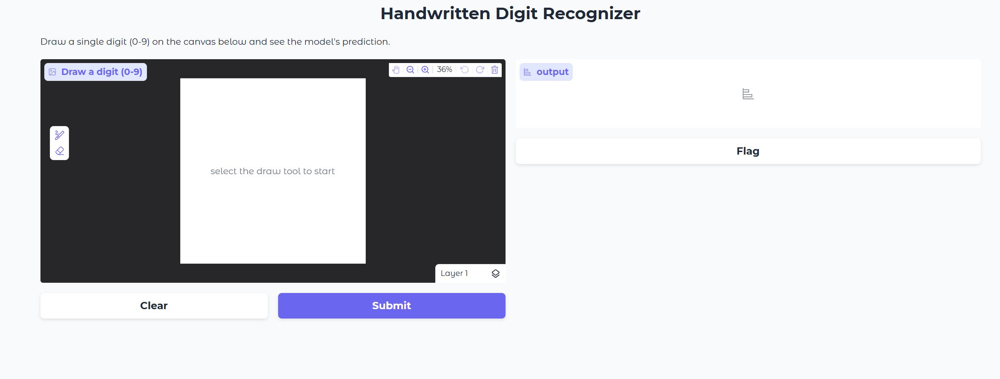 Handwritten Digit Recognizer
Draw a single digit (0-9) on the canvas below and see the model's prediction.
Draw a digit (0-9)
36%
select the draw tool to start
Layer 1
Clear
Submit
output
Flag